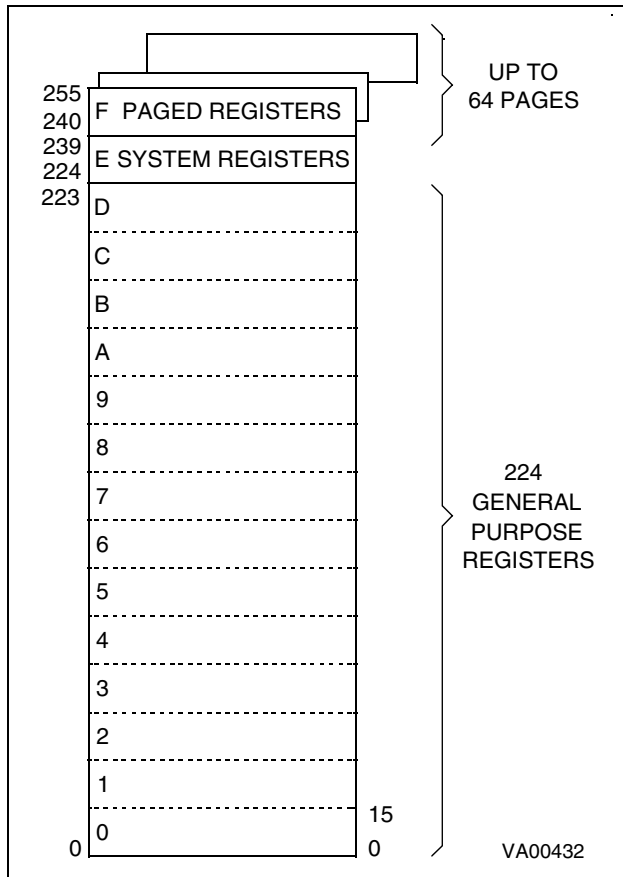 UP TO
64 PAGES
255
F PAGED REGISTERS
240
239
E SYSTEM REGISTERS
224
223
D
C
B
A
9
8
7
6
5
4
3
2
1
0
15
0
0
224
GENERAL
PURPOSE
REGISTERS
VA00432